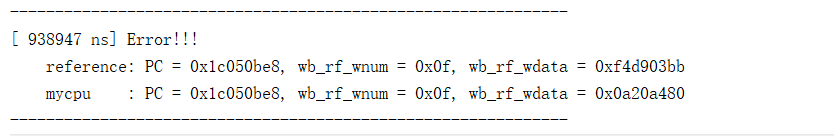 --------------------------------------------------------------
[ 938947 ns] Error!!!
    reference: PC = 0x1c050be8, wb_rf_wnum = 0x0f, wb_rf_wdata = 0xf4d903bb
    mycpu    : PC = 0x1c050be8, wb_rf_wnum = 0x0f, wb_rf_wdata = 0x0a20a480
--------------------------------------------------------------